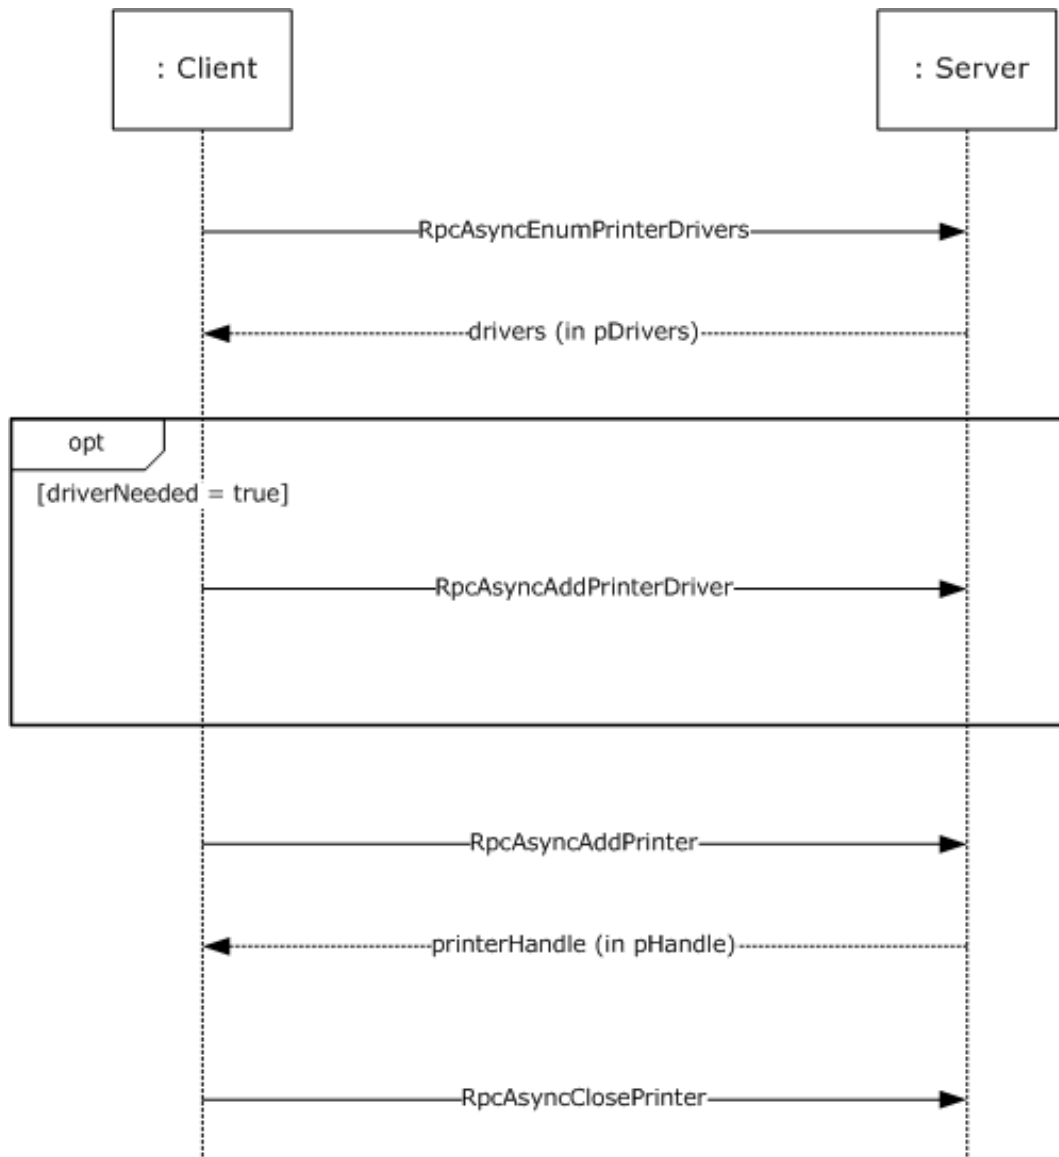 : Client
: Server
RpcAsyncEnumPrinterDrivers
drivers (in pDrivers)
opt
[driverNeeded = true]
RpcAsyncAddPrinterDriver
RpcAsyncAddPrinter
printerHandle (in pHandle)
RpcAsyncClosePrinter